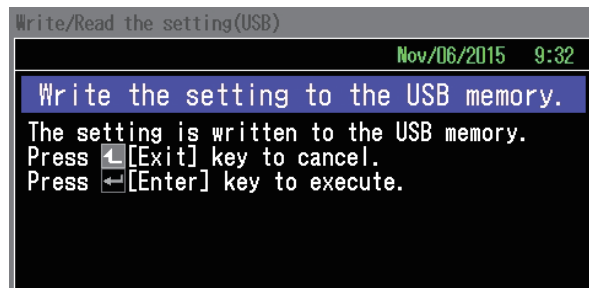 Write/Read the setting(USB)
Nov/06/2015 9:32
Write the setting to the USB memory.
The setting is written to the USB memory.
Press [Exit] key to cancel.
Press [Enter] key to execute.